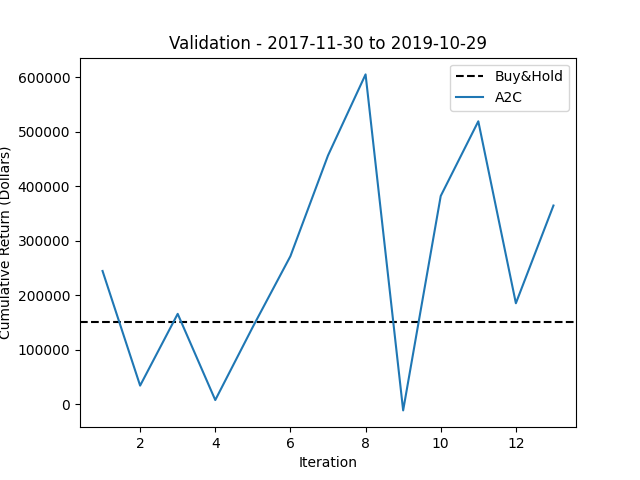 Validation - 2017-11-30 to 2019-10-29
Buy&Hold
A2C
Cumulative Return (Dollars)
600000
500000
400000
300000
200000
100000
0
2 4 6 8 10 12
Iteration